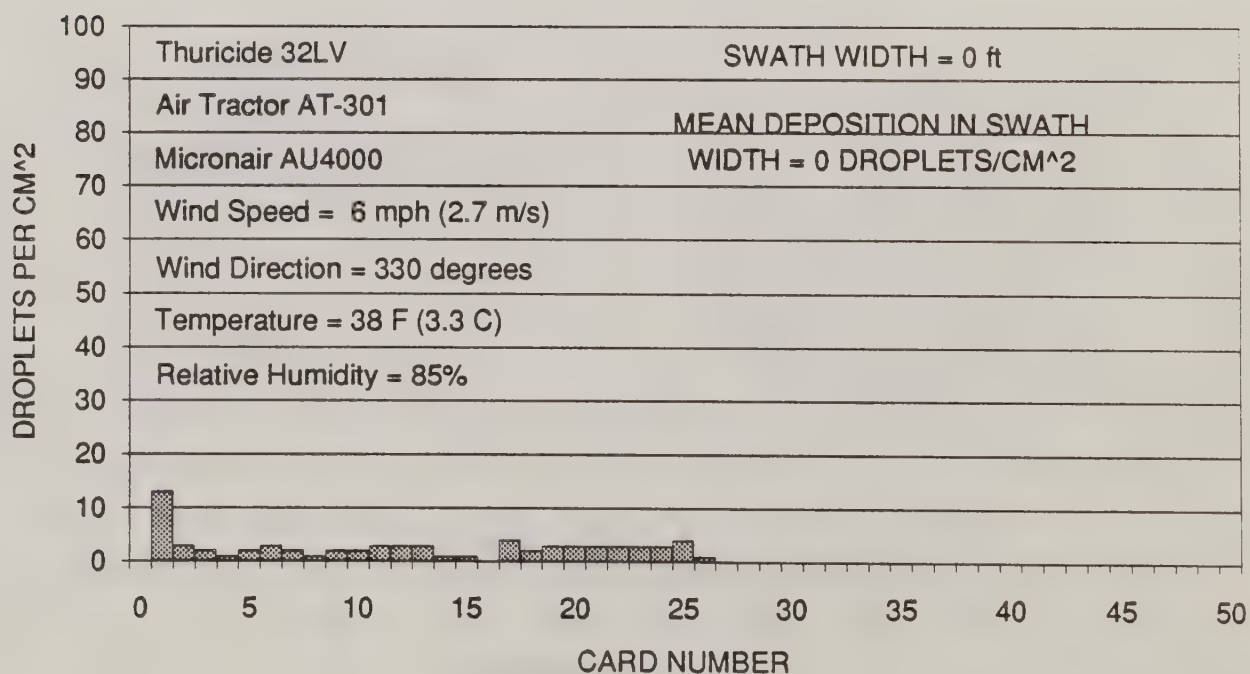 DROPLETS PER CM^2
100
90
80
70
60
50
40
30
20
10
0
Thuricide 32LV
SWATH WIDTH = 0 ft
Air Tractor AT-301
MEAN DEPOSITION IN SWATH
Micronair AU4000
WIDTH = 0 DROPLETS/CM^2
Wind Speed = 6 mph (2.7 m/s)
Wind Direction = 330 degrees
Temperature = 38 F (3.3 C)
Relative Humidity = 85%
0 5 10 15 20 25 30 35 40 45 50
CARD NUMBER